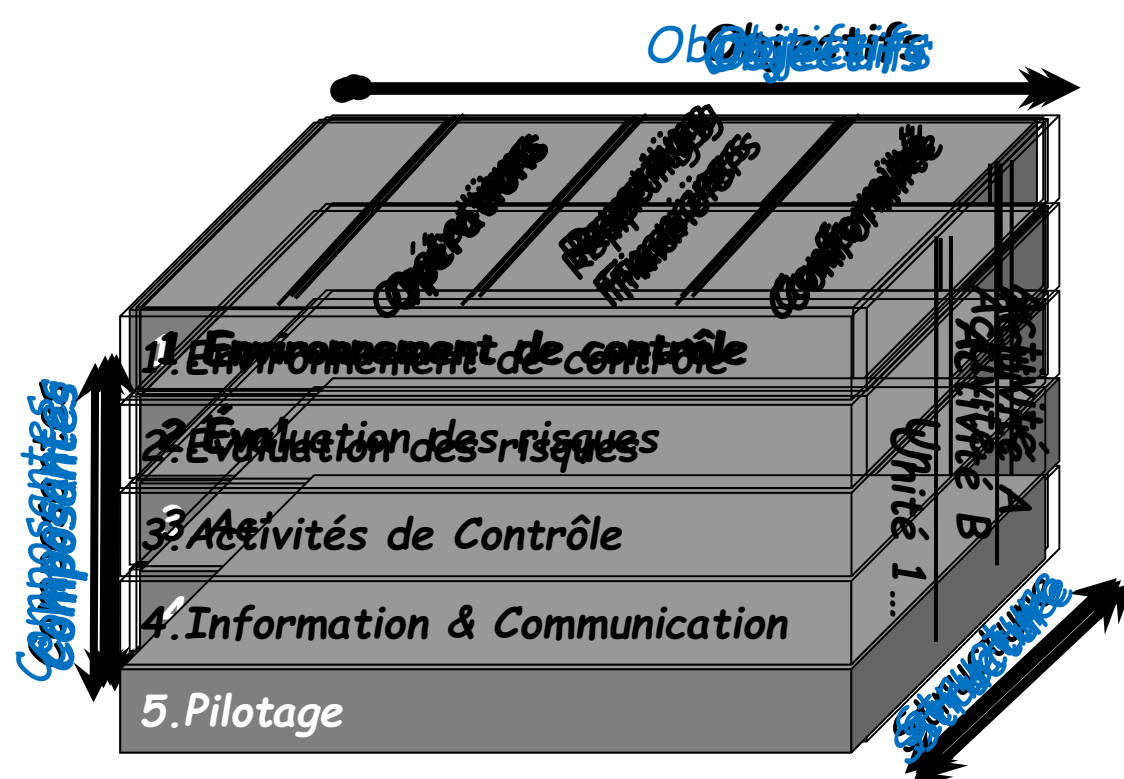 Objectifs
Opérations
Reporting
Financiers
Conformité
1.Environnement de contrôle
2.Évaluation des risques
3.Activités de Contrôle
4.Information & Communication
5.Pilotage
Composantes
Activité A
Activité B
Unité 1...
Structure